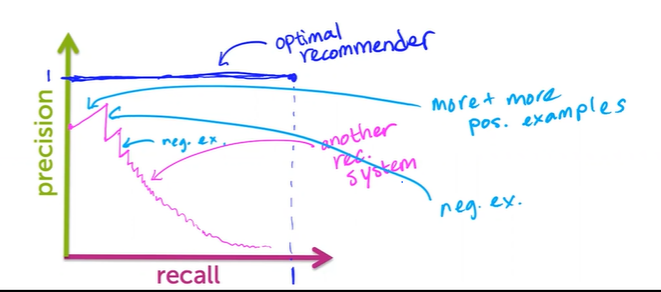 optimal
recommender
1
more + more
pos. examples
neg. ex.
another
rec.
system
neg. ex.
precision
recall
1